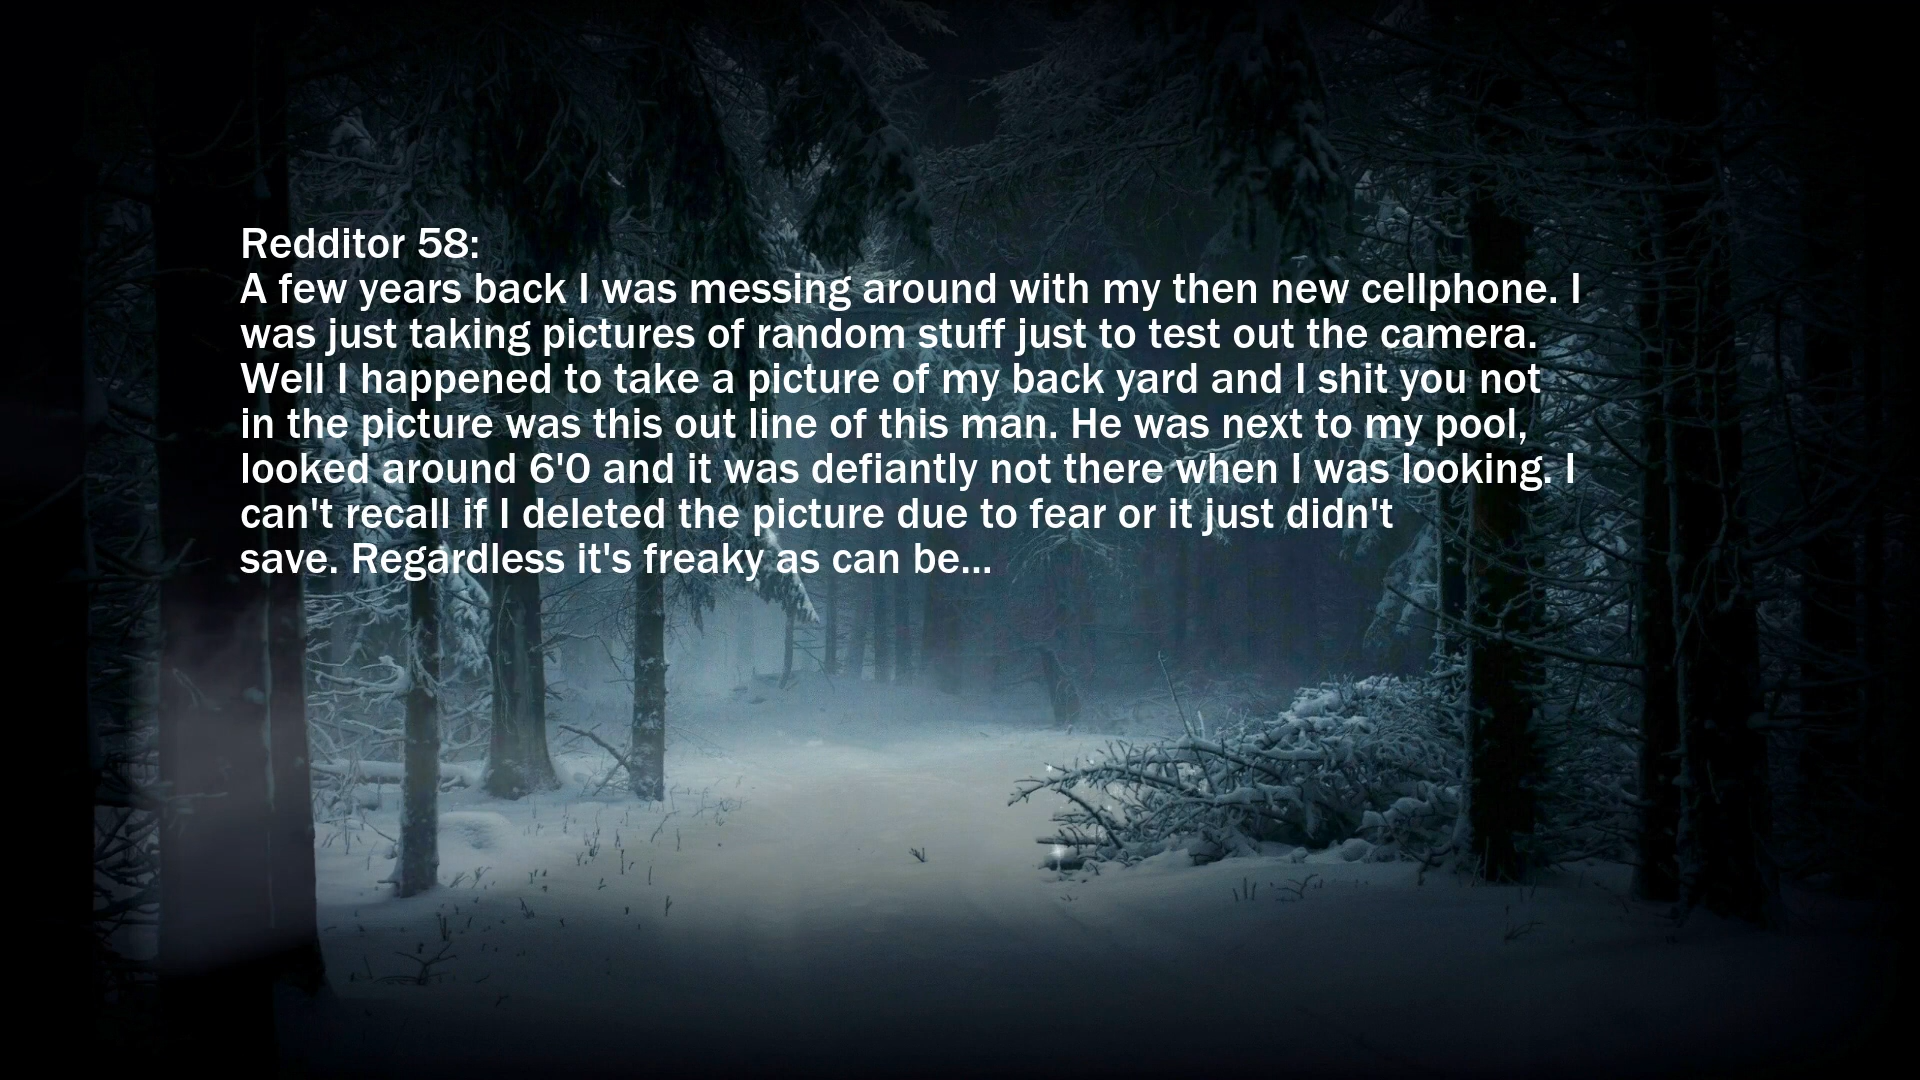 Redditor 58:
A few years back I was messing around with my then new cellphone. I
was just taking pictures of random stuff just to test out the camera.
Well I happened to take a picture of my back yard and I shit you not
in the picture was this out line of this man. He was next to my pool,
looked around 6'0 and it was defiantly not there when I was looking. I
can't recall if I deleted the picture due to fear or it just didn't
save. Regardless it's freaky as can be...